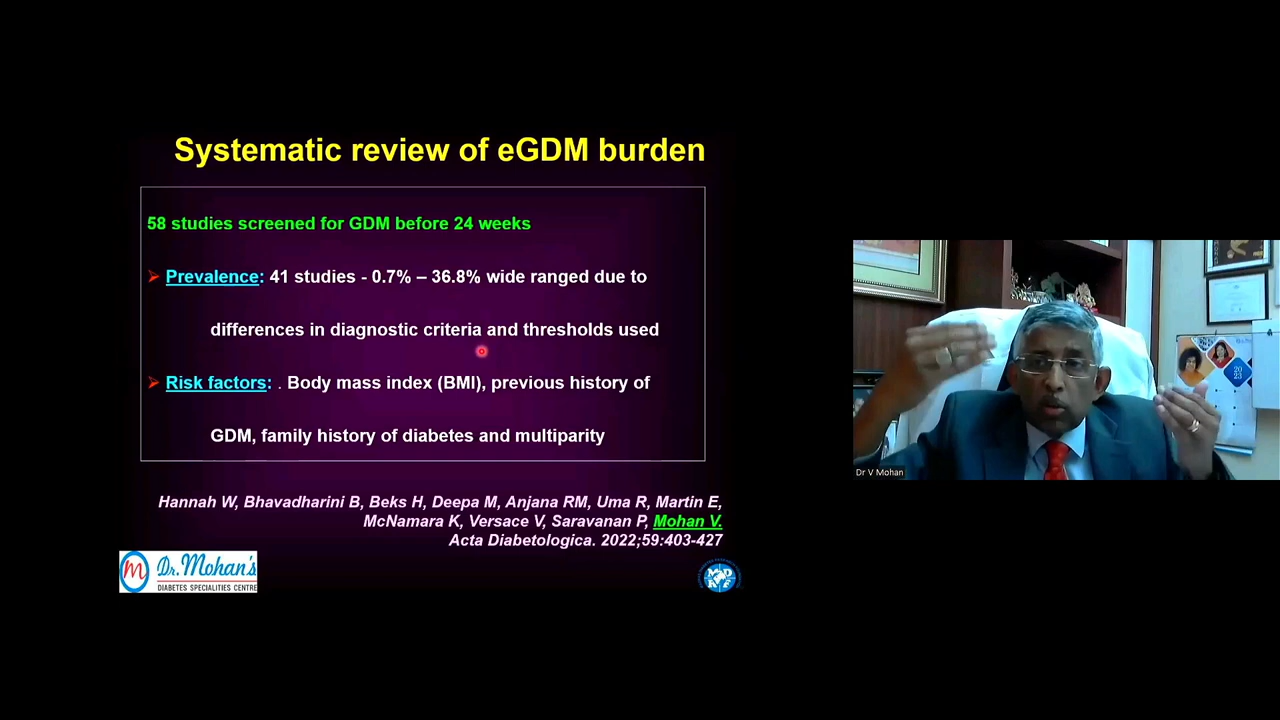 Systematic review of eGDM burden
58 studies screened for GDM before 24 weeks
➢ Prevalence: 41 studies - 0.7% – 36.8% wide ranged due to
differences in diagnostic criteria and thresholds used
➢ Risk factors: . Body mass index (BMI), previous history of
GDM, family history of diabetes and multiparity
Hannah W, Bhavadharini B, Beks H, Deepa M, Anjana RM, Uma R, Martin E,
McNamara K, Versace V, Saravanan P, Mohan V.
Acta Diabetologica. 2022;59:403-427
m Dr. Mohan's
DIABETES SPECIALITIES CENTRE
Dr V Mohan
2023